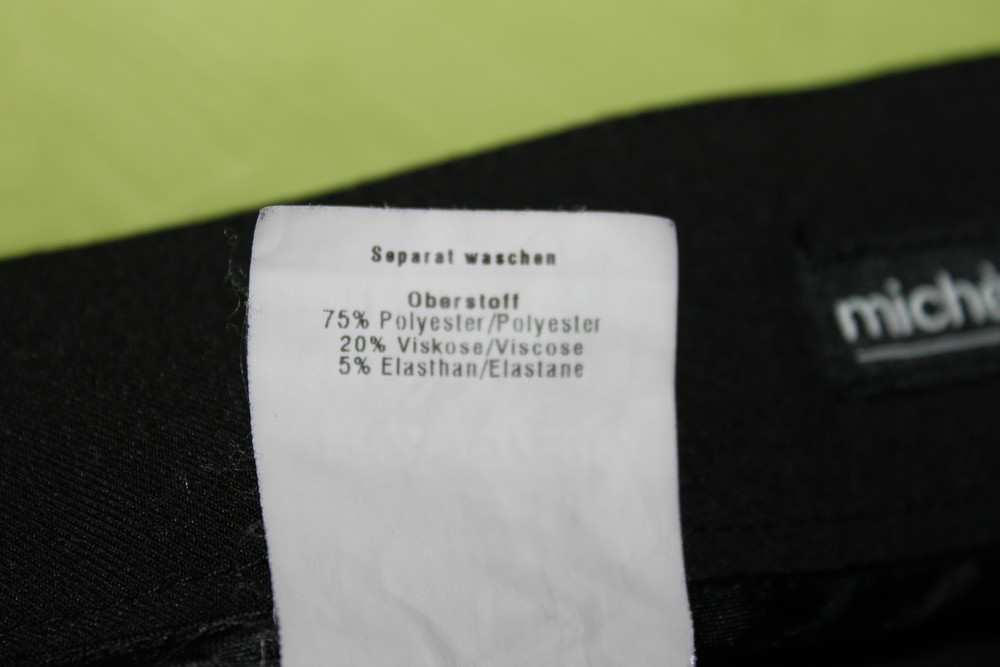 Separat waschen
Oberstoff
75% Polyester/Polyester
20% Viskose/Viscose
5% Elasthan/Elastane